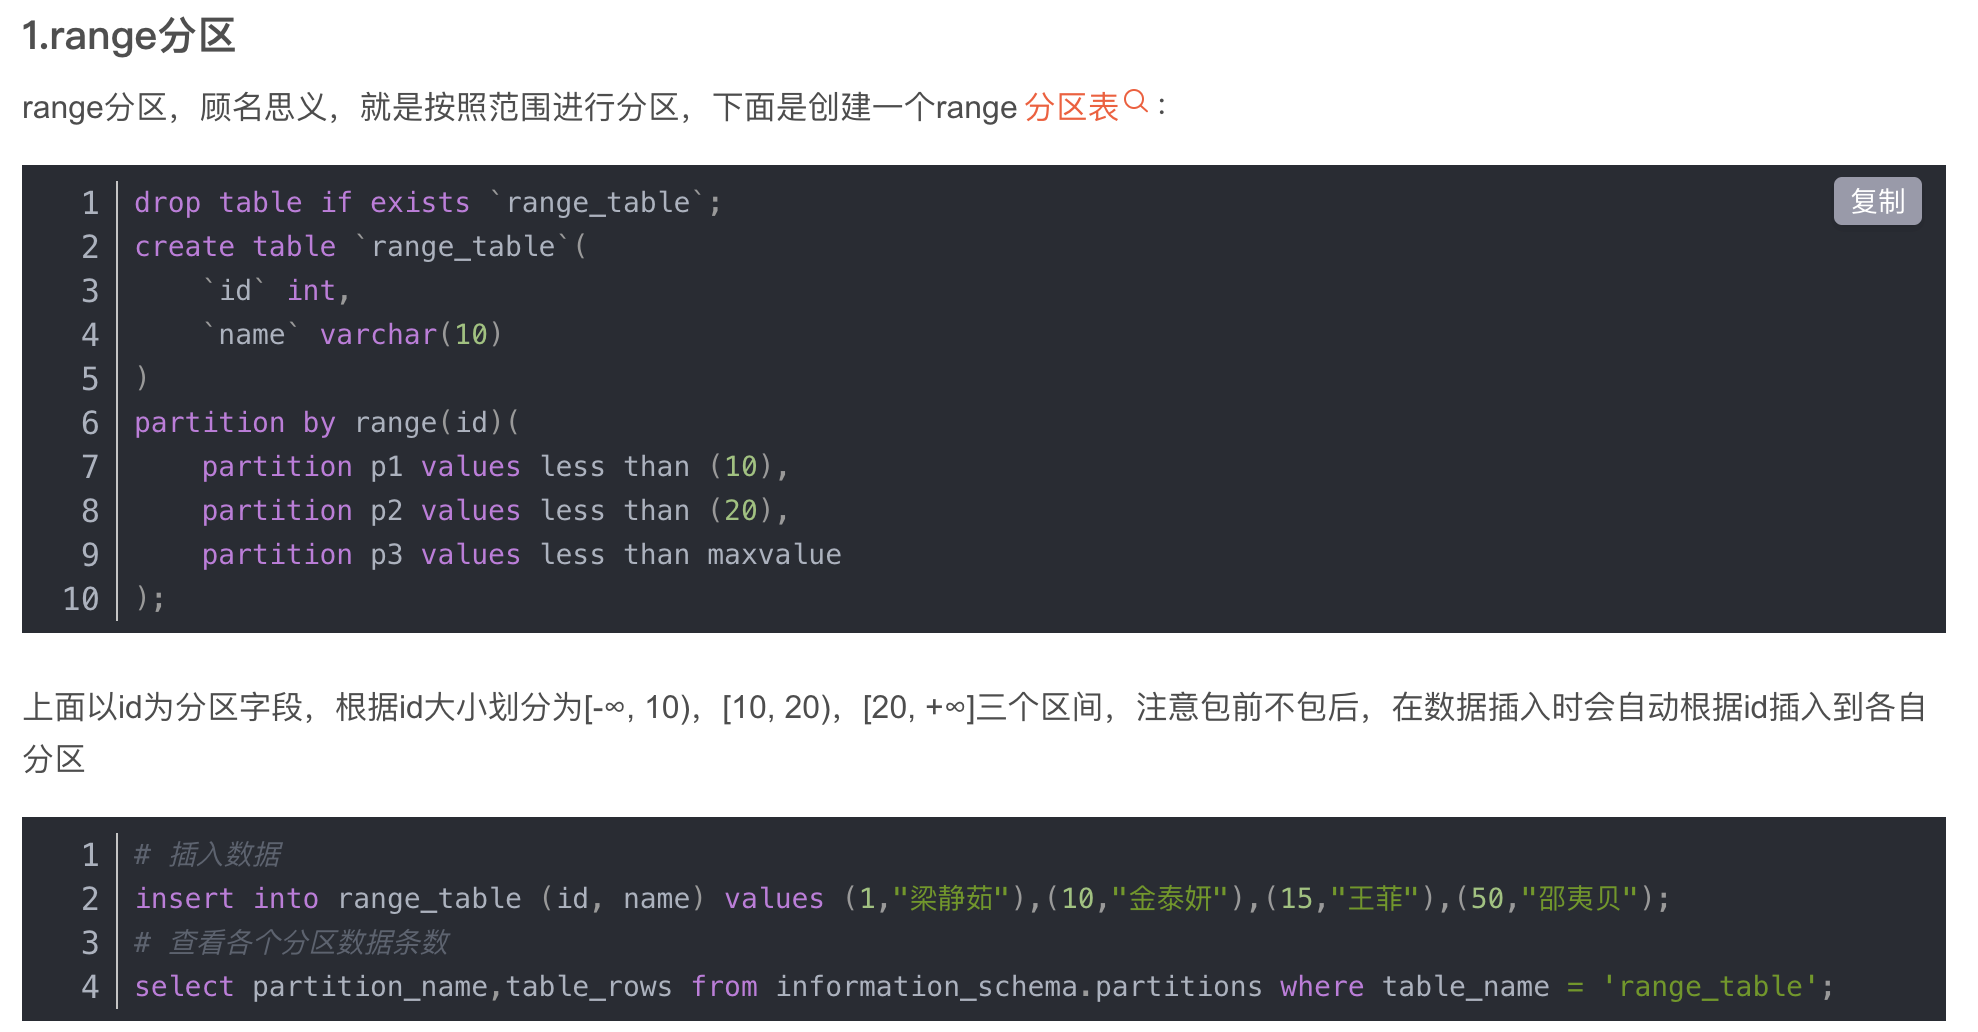 1.range分区
range分区，顾名思义，就是按照范围进行分区，下面是创建一个range 分区表：
复制
1 drop table if exists `range_table`;
2 create table `range_table`(
3     `id` int,
4     `name` varchar(10)
5 )
6 partition by range(id)(
7     partition p1 values less than (10),
8     partition p2 values less than (20),
9     partition p3 values less than maxvalue
10 );
上面以id为分区字段，根据id大小划分为[-∞, 10)，[10, 20)，[20, +∞]三个区间，注意包前不包后，在数据插入时会自动根据id插入到各自
分区
1 # 插入数据
2 insert into range_table (id, name) values (1,"梁静茹"),(10,"金泰妍"),(15,"王菲"),(50,"邵夷贝");
3 # 查看各个分区数据条数
4 select partition_name,table_rows from information_schema.partitions where table_name = 'range_table';